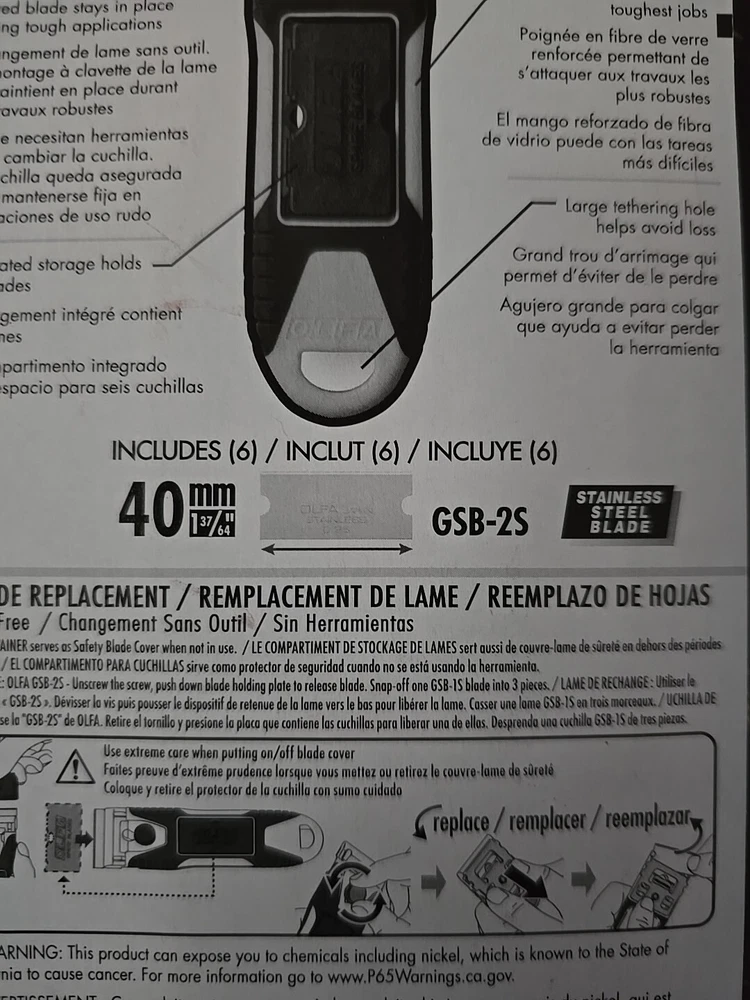 ed blade stays in place
ng tough applications
ngement de lame sans outil.
ontage à clavette de la lame
aintient en place durant
avaux robustes
e necesitan herramientas
cambiar la cuchilla.
chilla queda asegurada
mantenerse fija en
aciones de uso rudo
ated storage holds
ades
gement intégré contient
nes
partimento integrado
espacio para seis cuchillas
toughest jobs
Poignée en fibre de verre
renforcée permettant de
s'attaquer aux travaux les
plus robustes
El mango reforzado de fibra
de vidrio puede con las tareas
más difíciles
Large tethering hole
helps avoid loss
Grand trou d'arrimage qui
permet d'éviter de le perdre
Agujero grande para colgar
que ayuda a evitar perder
la herramienta
OLFA
INCLUDES (6) / INCLUT (6) / INCLUYE (6)
40 mm
1 37/64"
OLFA
STAINLESS
GSB-2S
STAINLESS
STEEL
BLADE
DE REPLACEMENT / REMPLACEMENT DE LAME / REEMPLAZO DE HOJAS
Free / Changement Sans Outil / Sin Herramientas
AINER serves as Safety Blade Cover when not in use. / LE COMPARTIMENT DE STOCKAGE DE LAMES sert aussi de couvre-lame de sûreté en dehors des périodes
/ EL COMPARTIMENTO PARA CUCHILLAS sirve como protector de seguridad cuando no se está usando la herramienta.
E: OLFA GSB-2S - Unscrew the screw, push down blade holding plate to release blade. Snap-off one GSB-1S blade into 3 pieces. / LAME DE RECHANGE : Utiliser le
« GSB-2S ». Dévisser la vis puis pousser le dispositif de retenue de la lame vers le bas pour libérer la lame. Casser une lame GSB-1S en trois morceaux. / UCHILLA DE
se la "GSB-2S" de OLFA. Retire el tornillo y presione la placa que contiene las cuchillas para liberar una de ellas. Desprenda una cuchilla GSB-1S de tres piezas.
Use extreme care when putting on/off blade cover
Faites preuve d'extrême prudence lorsque vous mettez ou retirez le couvre-lame de sûreté
Coloque y retire el protector de la cuchilla con sumo cuidado
replace / remplacer / reemplazar
ARNING: This product can expose you to chemicals including nickel, which is known to the State of
nia to cause cancer. For more information go to www.P65Warnings.ca.gov.